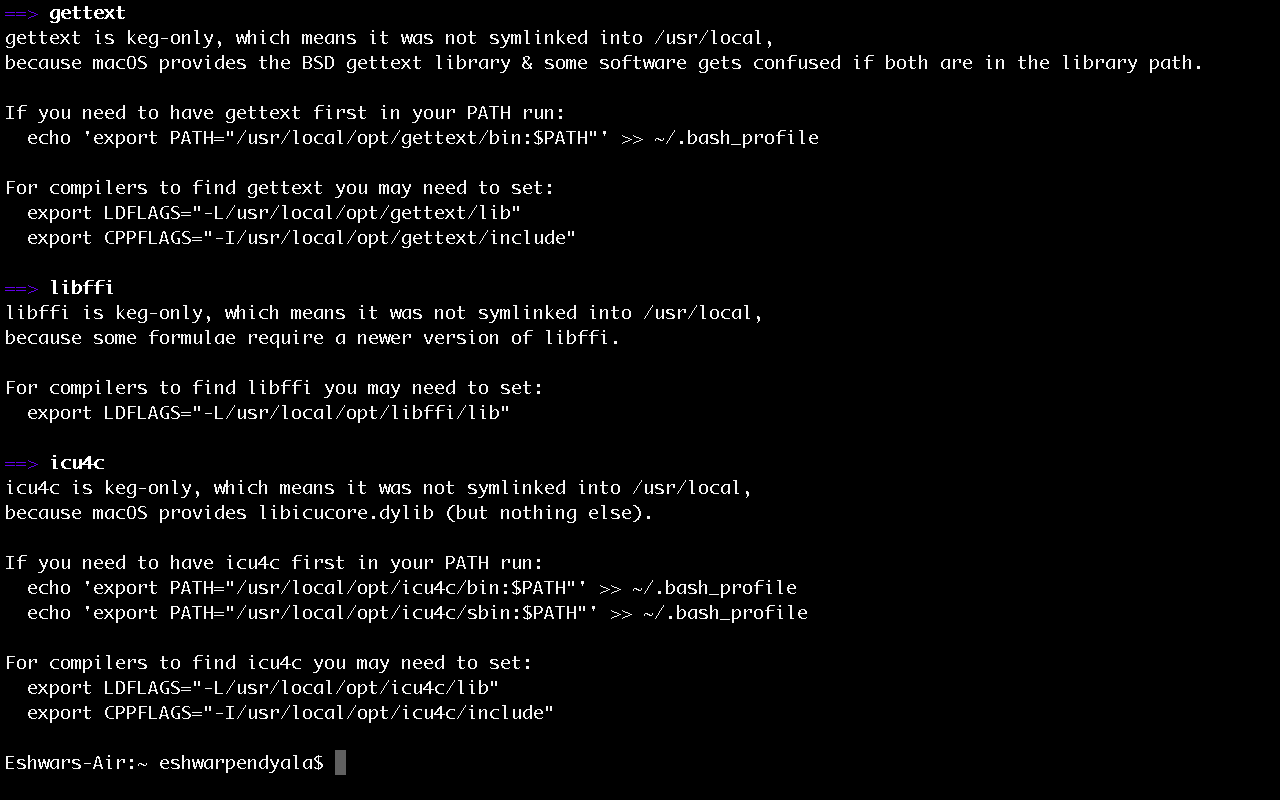 ==> gettext
gettext is keg-only, which means it was not symlinked into /usr/local,
because macOS provides the BSD gettext library & some software gets confused if both are in the library path.
If you need to have gettext first in your PATH run:
  echo 'export PATH="/usr/local/opt/gettext/bin:$PATH"' >> ~/.bash_profile
For compilers to find gettext you may need to set:
  export LDFLAGS="-L/usr/local/opt/gettext/lib"
  export CPPFLAGS="-I/usr/local/opt/gettext/include"
==> libffi
libffi is keg-only, which means it was not symlinked into /usr/local,
because some formulae require a newer version of libffi.
For compilers to find libffi you may need to set:
  export LDFLAGS="-L/usr/local/opt/libffi/lib"
==> icu4c
icu4c is keg-only, which means it was not symlinked into /usr/local,
because macOS provides libicucore.dylib (but nothing else).
If you need to have icu4c first in your PATH run:
  echo 'export PATH="/usr/local/opt/icu4c/bin:$PATH"' >> ~/.bash_profile
  echo 'export PATH="/usr/local/opt/icu4c/sbin:$PATH"' >> ~/.bash_profile
For compilers to find icu4c you may need to set:
  export LDFLAGS="-L/usr/local/opt/icu4c/lib"
  export CPPFLAGS="-I/usr/local/opt/icu4c/include"
Eshwars-Air:~ eshwarpendyala$